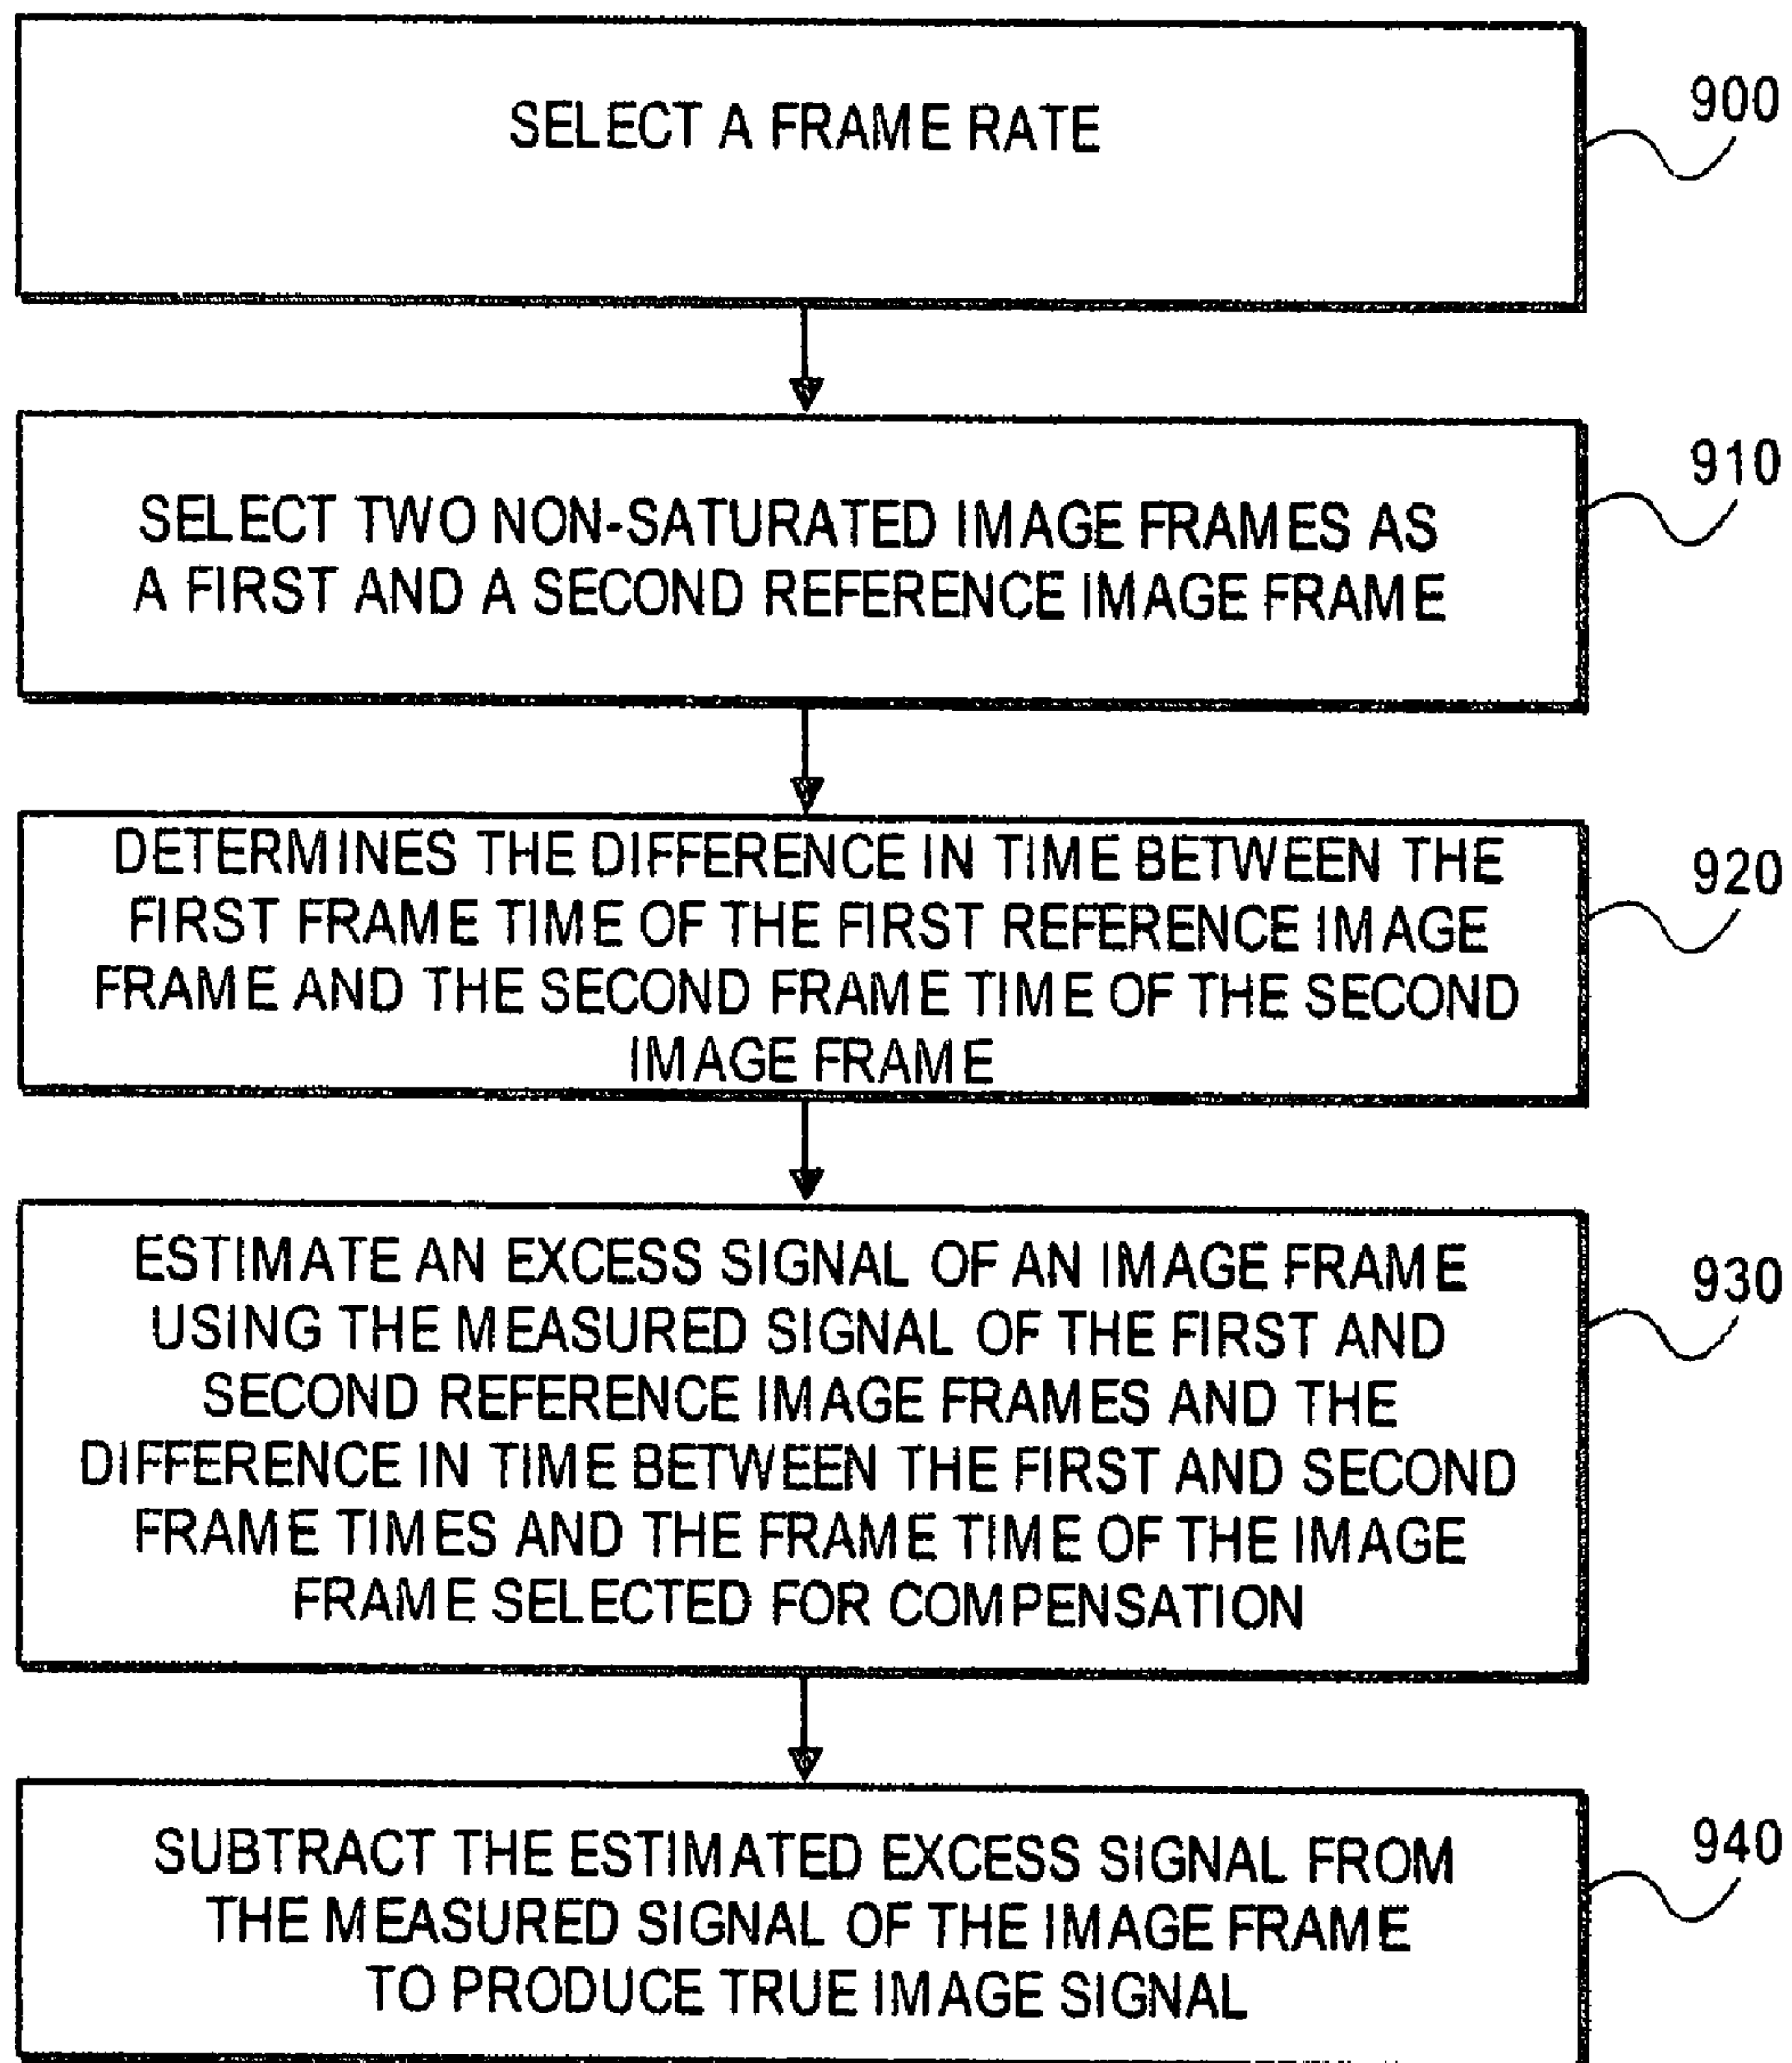 SELECT A FRAME RATE
900
SELECT TWO NON-SATURATED IMAGE FRAMES AS
A FIRST AND A SECOND REFERENCE IMAGE FRAME
910
DETERMINES THE DIFFERENCE IN TIME BETWEEN THE
FIRST FRAME TIME OF THE FIRST REFERENCE IMAGE
FRAME AND THE SECOND FRAME TIME OF THE SECOND
IMAGE FRAME
920
ESTIMATE AN EXCESS SIGNAL OF AN IMAGE FRAME
USING THE MEASURED SIGNAL OF THE FIRST AND
SECOND REFERENCE IMAGE FRAMES AND THE
DIFFERENCE IN TIME BETWEEN THE FIRST AND SECOND
FRAME TIMES AND THE FRAME TIME OF THE IMAGE
FRAME SELECTED FOR COMPENSATION
930
SUBTRACT THE ESTIMATED EXCESS SIGNAL FROM
THE MEASURED SIGNAL OF THE IMAGE FRAME
TO PRODUCE TRUE IMAGE SIGNAL
940